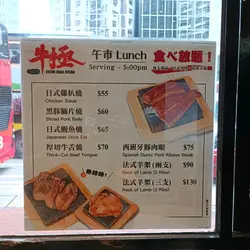 牛極
午市 Lunch 食べ放題！
Serving - 5:00pm
日式雞扒燒 $55
Chicken Steak
黑豚腩片燒 $60
Sliced Pork Belly
日式鰻魚燒 $65
Japanese Style Eel
厚切牛舌燒 $70
Thick-Cut Beef Tongue
西班牙豚肉眼 $75
Spanish Duroc Pork Ribeye Steak
法式羊架 (兩支) $90
Rack of Lamb (2 Rib)
法式羊架 (三支) $130
Rack of Lamb (3 Rib)